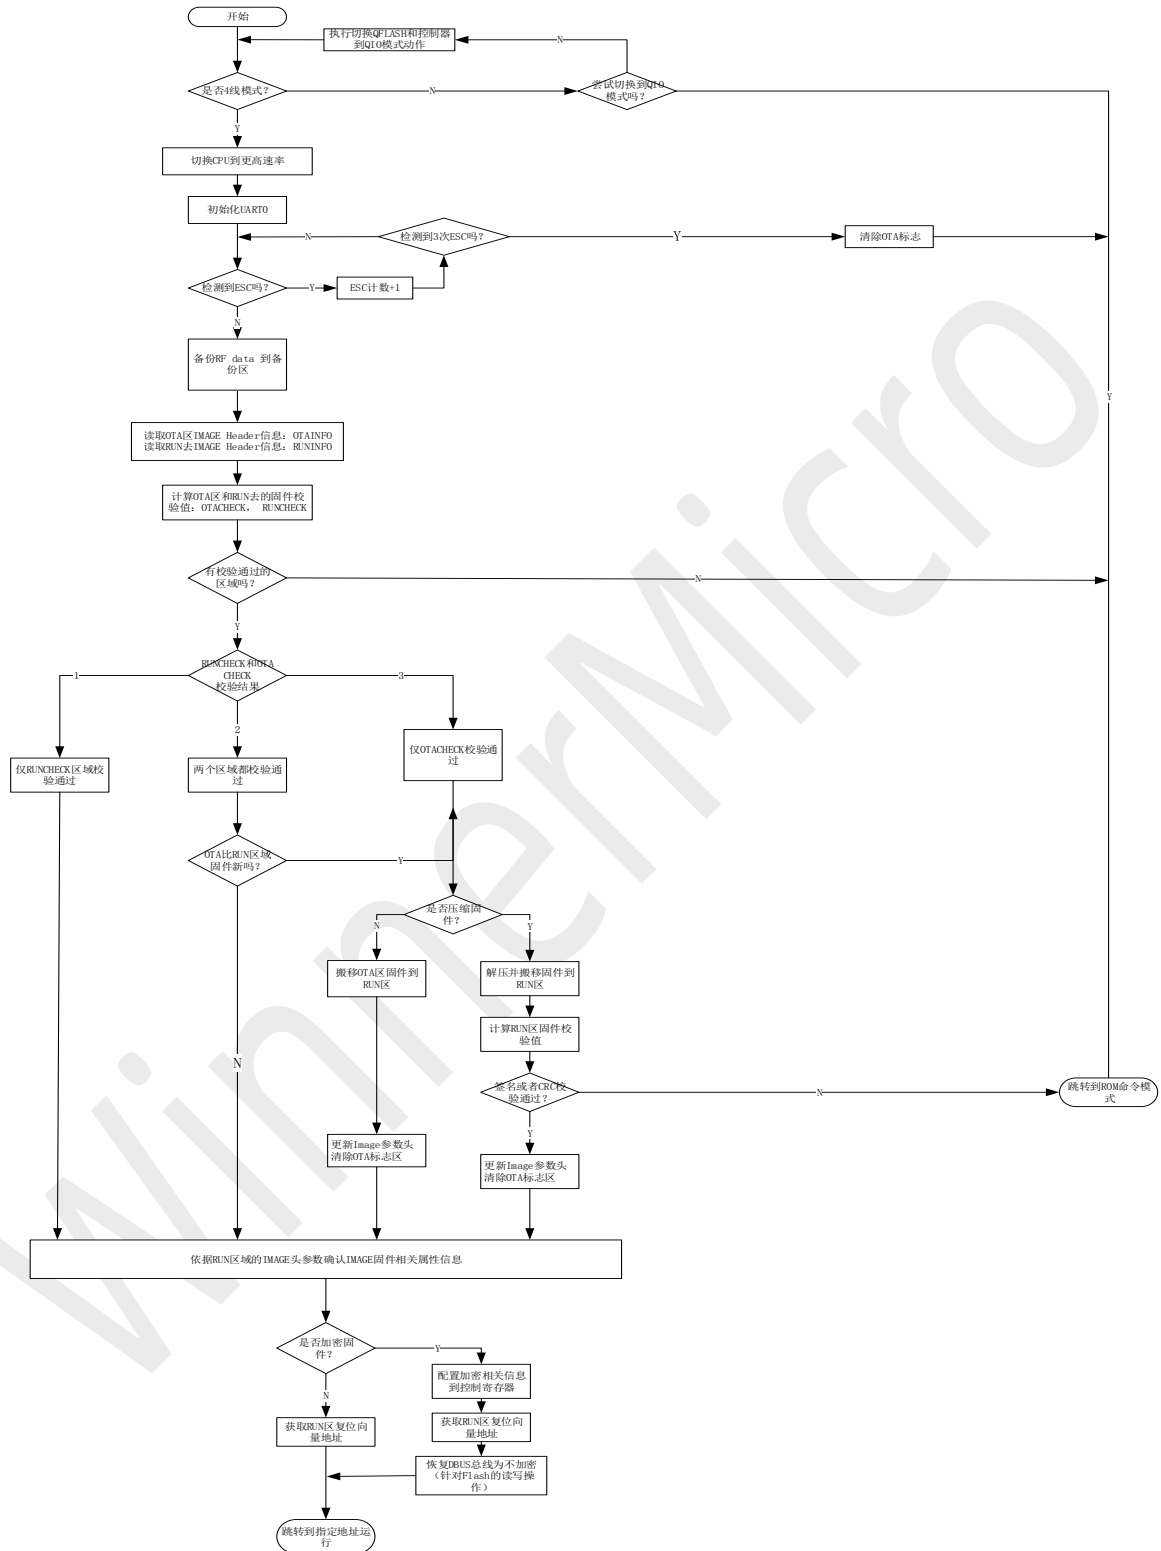 开始
执行切换QFLASH和控制器
到QIO模式动作
N
是否4线模式?
N
尝试切换到QIO
模式吗?
Y
切换CPU到更高速率
初始化UART0
N
检测到3次ESC吗?
Y
清除OTA标志
检测到ESC吗?
Y
ESC计数+1
N
备份RF data 到备
份区
Y
读取OTA区IMAGE Header信息: OTAINFO
读取RUN去IMAGE Header信息: RUNINFO
计算OTA区和RUN去的固件校
验值: OTACHECK, RUNCHECK
有校验通过的
区域吗?
N
Y
RUNCHECK和OTA
CHECK
校验结果
1
3
2
仅RUNCHECK区域校
验通过
两个区域都校验通
过
仅OTACHECK校验通
过
OTA比RUN区域
固件新吗?
Y
是否压缩固
件?
N
Y
搬移OTA区固件到
RUN区
解压并搬移固件到
RUN区
计算RUN区固件校
验值
N
签名或者CRC校
验通过?
N
跳转到ROM命令模
式
Y
更新Image参数头
清除OTA标志区
更新Image参数头
清除OTA标志区
依据RUN区域的IMAGE头参数确认IMAGE固件相关属性信息
是否加密固
件?
Y
配置加密相关信息
到控制寄存器
N
获取RUN区复位向
量地址
获取RUN区复位向
量地址
恢复DBUS总线为不加密
（针对Flash的读写操
作）
跳转到指定地址运
行
WinnerMicro